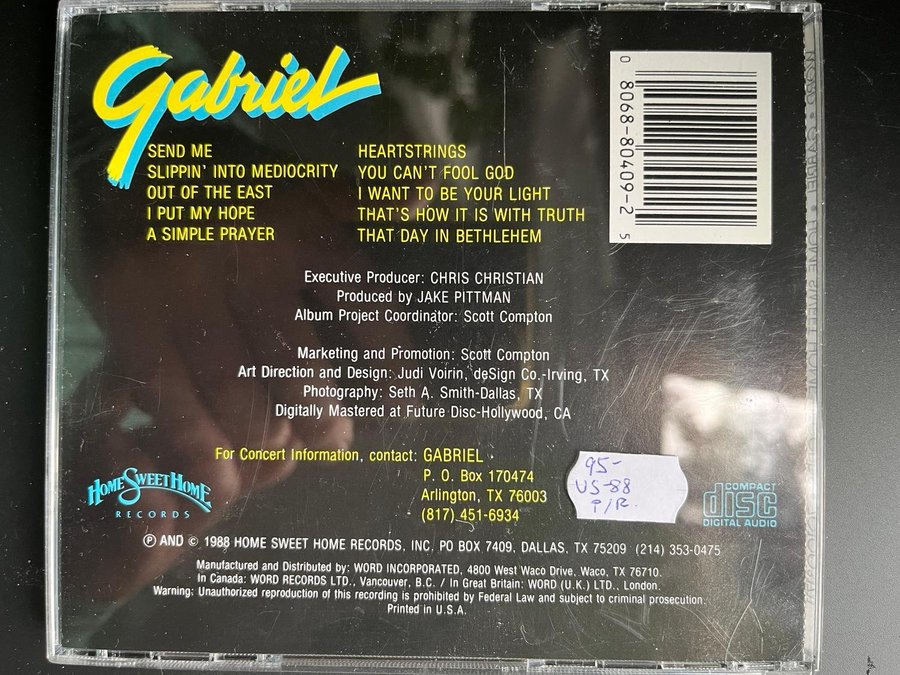 Gabriel
SEND ME
SLIPPIN' INTO MEDIOCRITY
OUT OF THE EAST
I PUT MY HOPE
A SIMPLE PRAYER
HEARTSTRINGS
YOU CAN'T FOOL GOD
I WANT TO BE YOUR LIGHT
THAT'S HOW IT IS WITH TRUTH
THAT DAY IN BETHLEHEM
0 8068-80409-2 5
Executive Producer: CHRIS CHRISTIAN
Produced by JAKE PITTMAN
Album Project Coordinator: Scott Compton
Marketing and Promotion: Scott Compton
Art Direction and Design: Judi Voirin, deSign Co.-Irving, TX
Photography: Seth A. Smith-Dallas, TX
Digitally Mastered at Future Disc-Hollywood, CA
For Concert Information, contact: GABRIEL
P. O. Box 170474
Arlington, TX 76003
(817) 451-6934
95-
US-88
P/R.
HOME SWEET HOME
RECORDS
COMPACT
disc
DIGITAL AUDIO
Ⓟ AND © 1988 HOME SWEET HOME RECORDS, INC. PO BOX 7409, DALLAS, TX 75209 (214) 353-0475
Manufactured and Distributed by: WORD INCORPORATED, 4800 West Waco Drive, Waco, TX 76710.
In Canada: WORD RECORDS LTD., Vancouver, B.C. / In Great Britain: WORD (U.K.) LTD., London.
Warning: Unauthorized reproduction of this recording is prohibited by Federal Law and subject to criminal prosecution.
Printed in U.S.A.